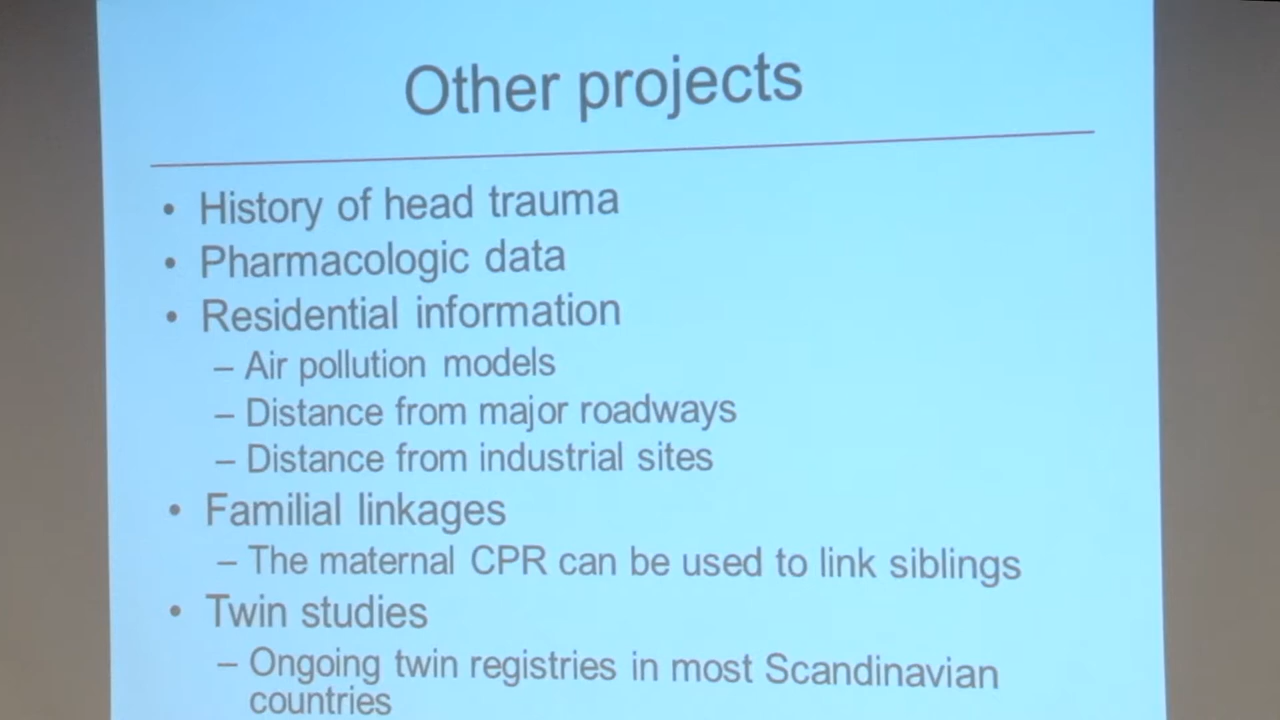 Other projects
• History of head trauma
• Pharmacologic data
• Residential information
– Air pollution models
– Distance from major roadways
– Distance from industrial sites
• Familial linkages
– The maternal CPR can be used to link siblings
• Twin studies
– Ongoing twin registries in most Scandinavian
countries